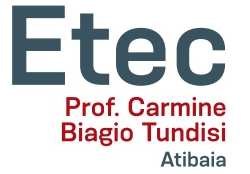 Etec
Prof. Carmine
Biagio Tundisi
Atibaia